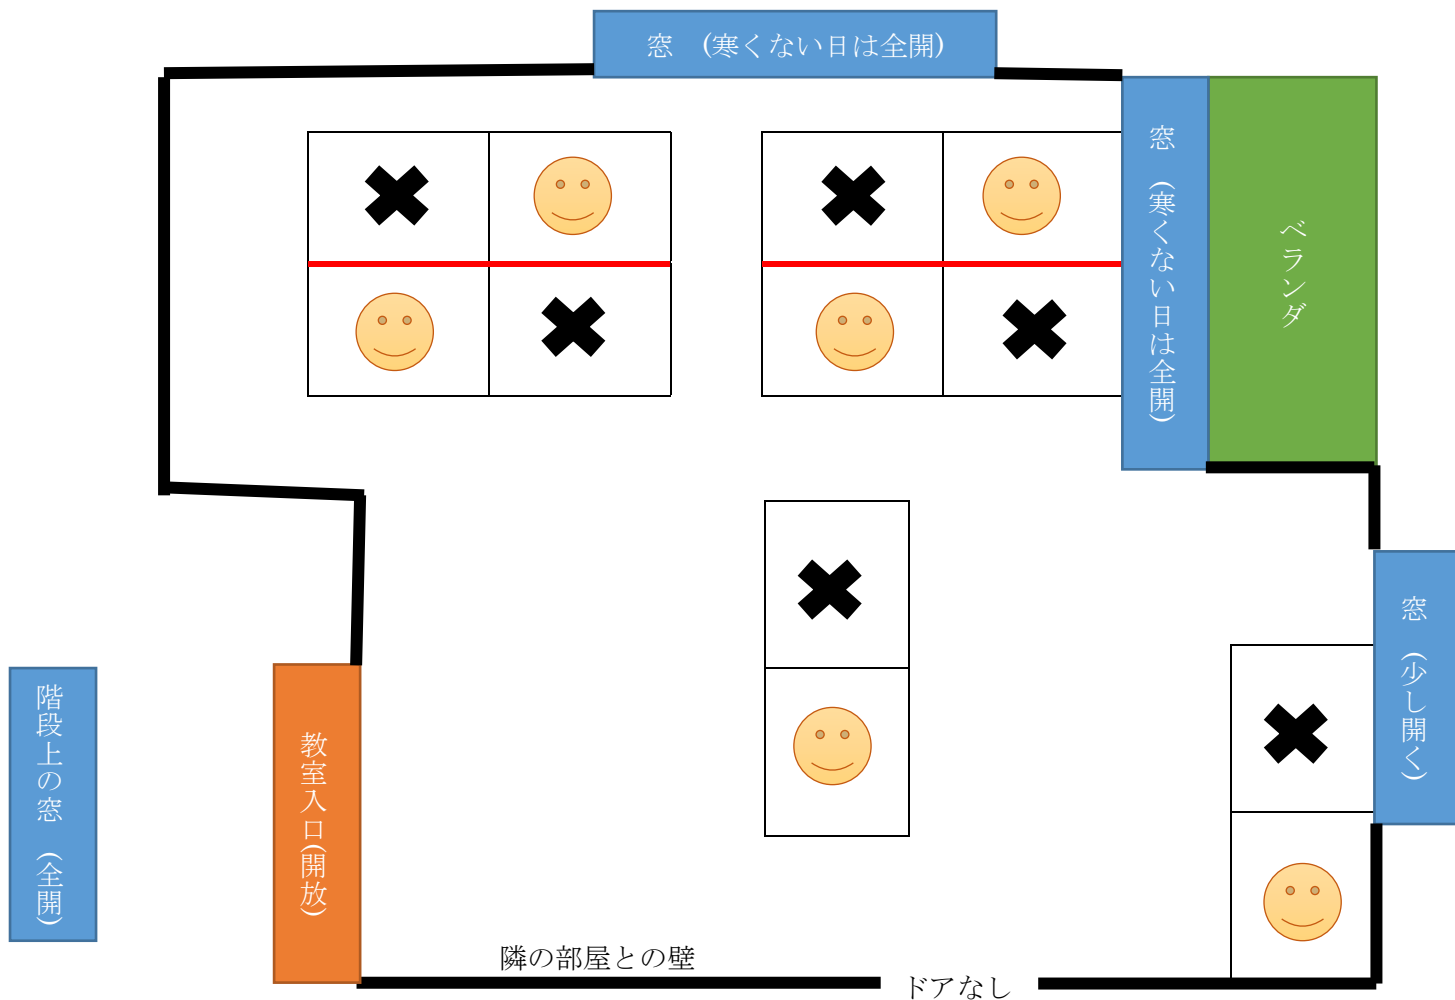 窓　(寒くない日は全開)
窓　(寒くない日は全開)
ベランダ
窓　(少し開く)
階段上の窓　(全開)
教室入口(開放)
隣の部屋との壁
ドアなし